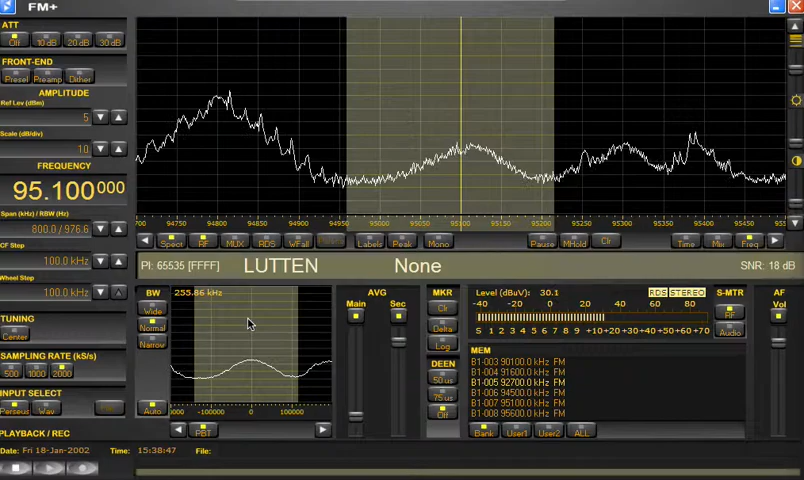 FM+
ATT
Off 10 dB 20 dB 30 dB
FRONT-END
Presel Preamp Dither
AMPLITUDE
Ref Lev (dBm)
5
Scale (dB/div)
10
FREQUENCY
95.100000
Span (kHz) / RBW (Hz)
800.0 / 976.6
CF Step
100.0 kHz
Wheel Step
100.0 kHz
TUNING
Center
SAMPLING RATE (kS/s)
500 1000 2000
INPUT SELECT
Perseus Wav
PLAYBACK / REC
700 94750 94800 94850 94900 94950 95000 95050 95100 95150 95200 95250 95300 95350 95400 95450 95500 955
Spect RF MUX RDS WFall Labels Peak Mono Pause MHold Clr Time Mix Freq
PI: 65535 [FFFF] LUTTEN None SNR: 18 dB
BW
Wide
Normal
Narrow
Auto
255.86 kHz
000 -100000 0 100000
PBT
AVG
Main Sec
MKR
Clr
Delta
Log
DEEN
50 us
75 us
Off
Level (dBuV) 30.1 RDS STEREO
-40 -20 0 20 40 60
S 1 2 3 4 5 6 7 8 9 +10 +20 +30 +40 +50 +60 +70
S-MTR
RF
Audio
AF
Vol
MEM
B1-003 90100.0 kHz FM
B1-004 91600.0 kHz FM
B1-005 92700.0 kHz FM
B1-006 94500.0 kHz FM
B1-007 95100.0 kHz FM
B1-008 95600.0 kHz FM
Bank User1 User2 ALL
Date: Fri 18-Jan-2002 Time: 15:38:47 File: